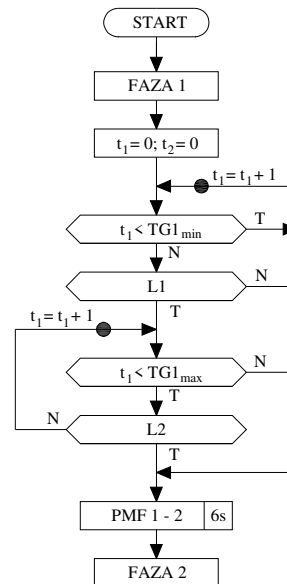 START
FAZA 1
t₁= 0; t₂= 0
t₁= t₁+ 1
t₁< TG1min T
N
L1 N
t₁= t₁+ 1 T
t₁< TG1max N
T
N L2
T
PMF 1 - 2 6s
FAZA 2